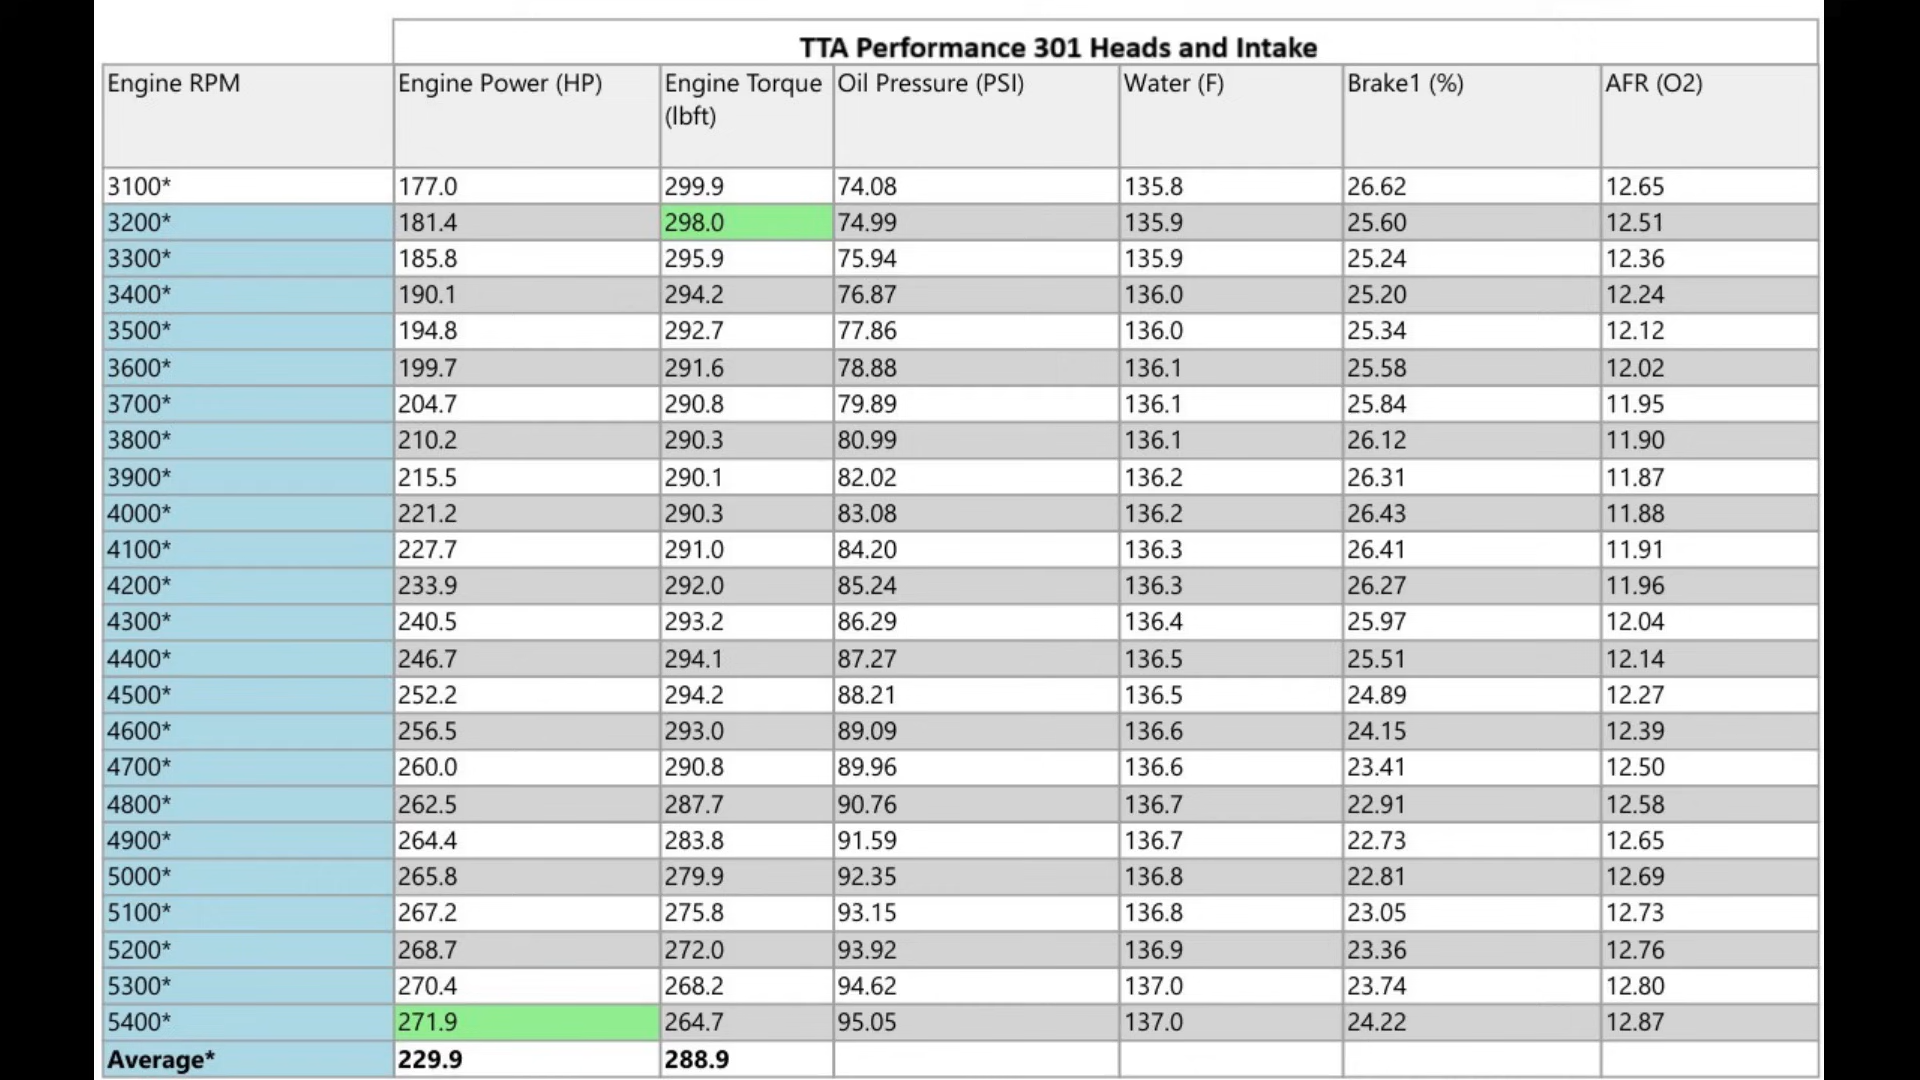 TTA Performance 301 Heads and Intake
Engine RPM Engine Power (HP) Engine Torque (lbft) Oil Pressure (PSI) Water (F) Brake1 (%) AFR (O2)
3100* 177.0 299.9 74.08 135.8 26.62 12.65
3200* 181.4 298.0 74.99 135.9 25.60 12.51
3300* 185.8 295.9 75.94 135.9 25.24 12.36
3400* 190.1 294.2 76.87 136.0 25.20 12.24
3500* 194.8 292.7 77.86 136.0 25.34 12.12
3600* 199.7 291.6 78.88 136.1 25.58 12.02
3700* 204.7 290.8 79.89 136.1 25.84 11.95
3800* 210.2 290.3 80.99 136.1 26.12 11.90
3900* 215.5 290.1 82.02 136.2 26.31 11.87
4000* 221.2 290.3 83.08 136.2 26.43 11.88
4100* 227.7 291.0 84.20 136.3 26.41 11.91
4200* 233.9 292.0 85.24 136.3 26.27 11.96
4300* 240.5 293.2 86.29 136.4 25.97 12.04
4400* 246.7 294.1 87.27 136.5 25.51 12.14
4500* 252.2 294.2 88.21 136.5 24.89 12.27
4600* 256.5 293.0 89.09 136.6 24.15 12.39
4700* 260.0 290.8 89.96 136.6 23.41 12.50
4800* 262.5 287.7 90.76 136.7 22.91 12.58
4900* 264.4 283.8 91.59 136.7 22.73 12.65
5000* 265.8 279.9 92.35 136.8 22.81 12.69
5100* 267.2 275.8 93.15 136.8 23.05 12.73
5200* 268.7 272.0 93.92 136.9 23.36 12.76
5300* 270.4 268.2 94.62 137.0 23.74 12.80
5400* 271.9 264.7 95.05 137.0 24.22 12.87
Average* 229.9 288.9